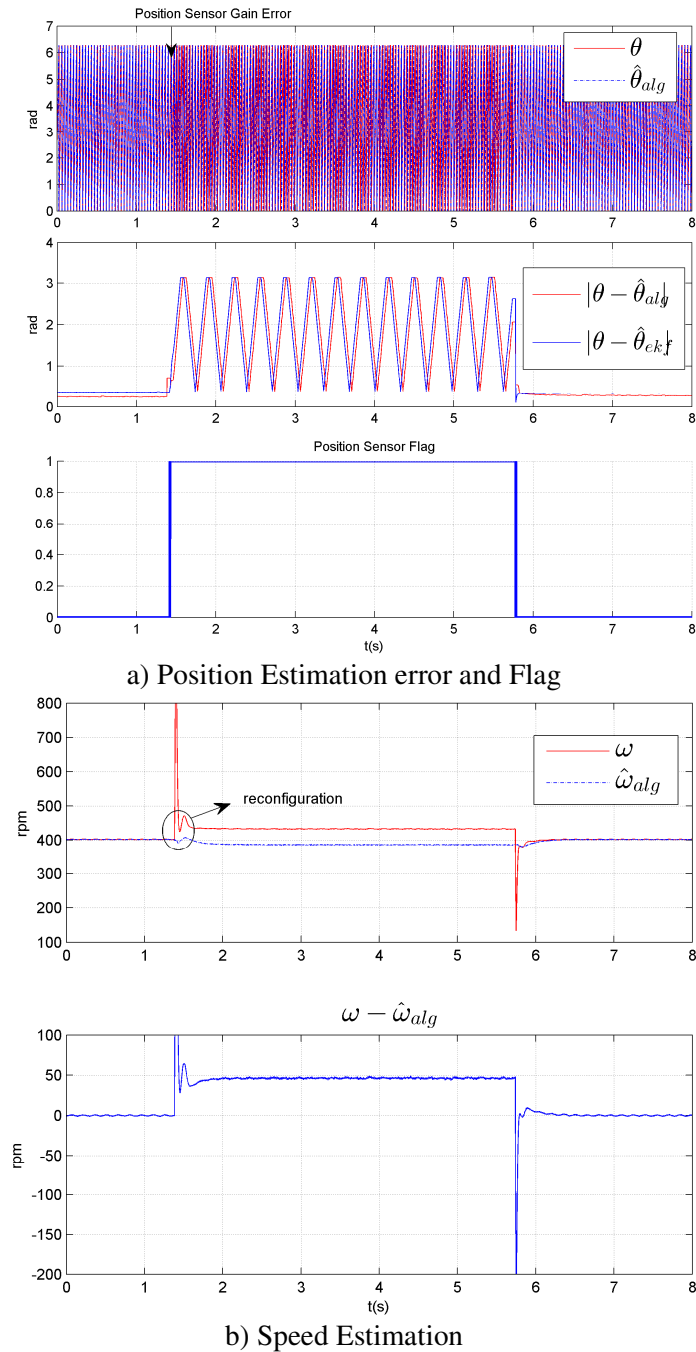 Position Sensor Gain Error
7
6
5
4
3
2
1
0
rad
θ
θ̂alg
0 1 2 3 4 5 6 7 8
4
3
2
1
0
rad
|θ − θ̂alg|
|θ − θ̂ekf|
0 1 2 3 4 5 6 7 8
Position Sensor Flag
1
0.8
0.6
0.4
0.2
0
0 1 2 3 4 5 6 7 8
t(s)
a) Position Estimation error and Flag
800
700
600
500
400
300
200
100
rpm
ω
ω̂alg
reconfiguration
0 1 2 3 4 5 6 7 8
ω − ω̂alg
100
50
0
-50
-100
-150
-200
rpm
0 1 2 3 4 5 6 7 8
t(s)
b) Speed Estimation